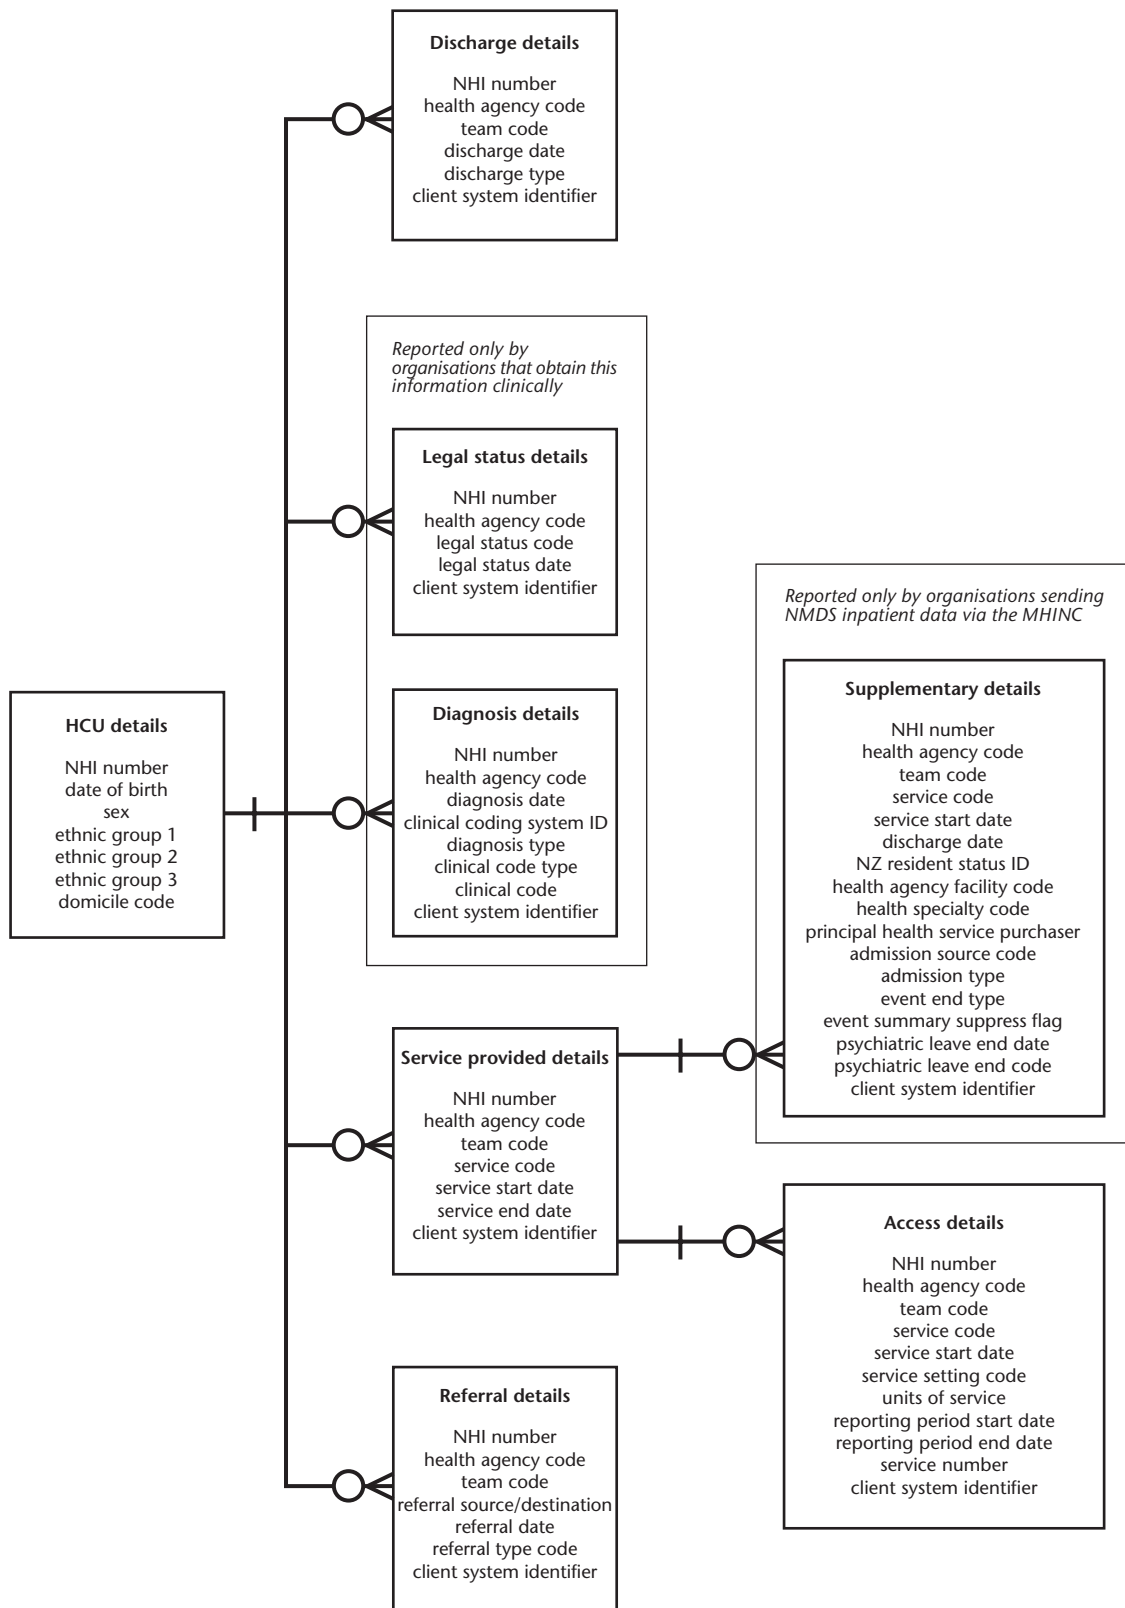 Discharge details
NHI number
health agency code
team code
discharge date
discharge type
client system identifier
Reported only by
organisations that obtain this
information clinically
Legal status details
NHI number
health agency code
legal status code
legal status date
client system identifier
HCU details
NHI number
date of birth
sex
ethnic group 1
ethnic group 2
ethnic group 3
domicile code
Diagnosis details
NHI number
health agency code
diagnosis date
clinical coding system ID
diagnosis type
clinical code type
clinical code
client system identifier
Reported only by organisations sending
NMDS inpatient data via the MHINC
Supplementary details
NHI number
health agency code
team code
service code
service start date
discharge date
NZ resident status ID
health agency facility code
health specialty code
principal health service purchaser
admission source code
admission type
event end type
event summary suppress flag
psychiatric leave end date
psychiatric leave end code
client system identifier
Service provided details
NHI number
health agency code
team code
service code
service start date
service end date
client system identifier
Access details
NHI number
health agency code
team code
service code
service start date
service setting code
units of service
reporting period start date
reporting period end date
service number
client system identifier
Referral details
NHI number
health agency code
team code
referral source/destination
referral date
referral type code
client system identifier